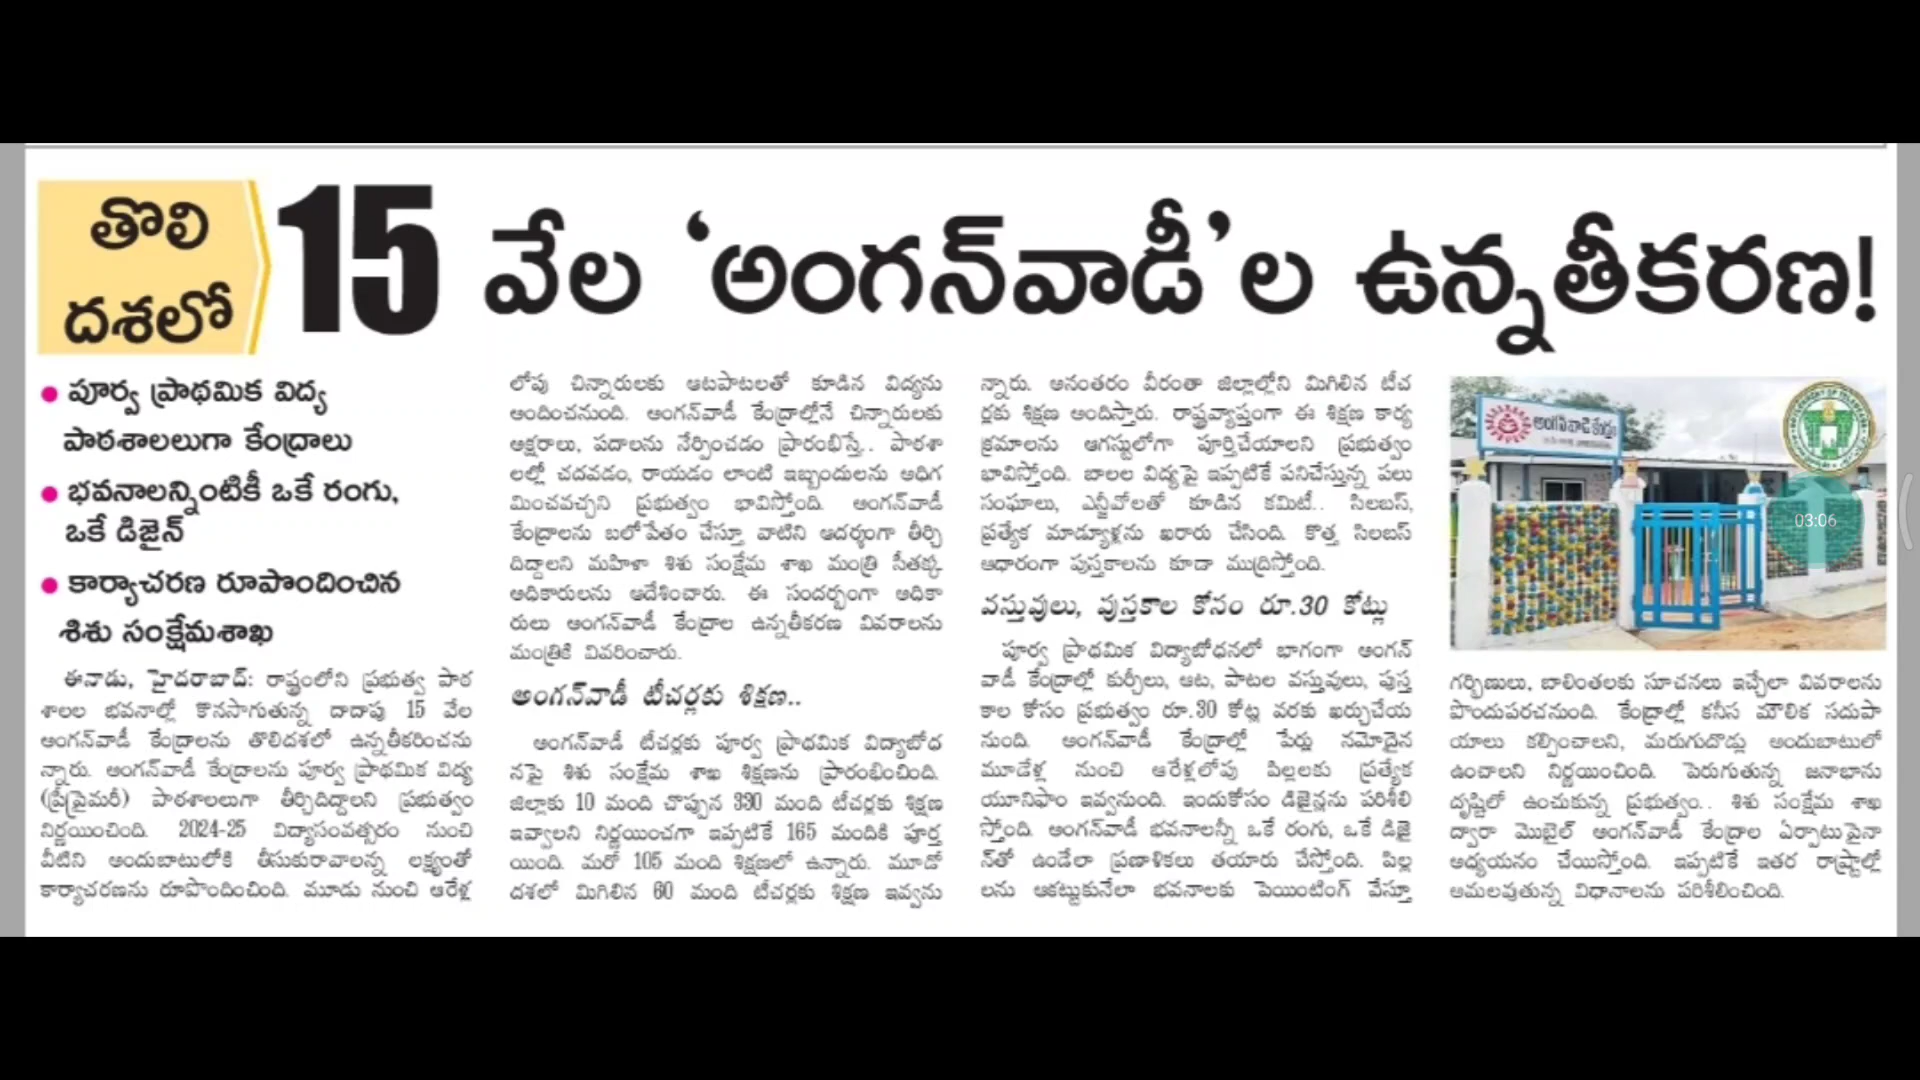 తొలి
దశలో
15 వేల ‘అంగన్‌వాడీ’ల ఉన్నతీకరణ!
● పూర్వ ప్రాథమిక విద్య
పాఠశాలలుగా కేంద్రాలు
● భవనాలన్నింటికీ ఒకే రంగు,
ఒకే డిజైన్
● కార్యాచరణ రూపొందించిన
శిశు సంక్షేమశాఖ
ఈనాడు, హైదరాబాద్: రాష్ట్రంలోని ప్రభుత్వ పాఠ
శాలల భవనాల్లో కొనసాగుతున్న దాదాపు 15 వేల
అంగన్‌వాడీ కేంద్రాలను తొలిదశలో ఉన్నతీకరించను
న్నారు. అంగన్‌వాడీ కేంద్రాలను పూర్వ ప్రాథమిక విద్య
(ప్రీప్రైమరీ) పాఠశాలలుగా తీర్చిదిద్దాలని ప్రభుత్వం
నిర్ణయించింది. 2024-25 విద్యాసంవత్సరం నుంచి
వీటిని అందుబాటులోకి తీసుకురావాలన్న లక్ష్యంతో
కార్యాచరణను రూపొందించింది. మూడు నుంచి ఆరేళ్ల
లోపు చిన్నారులకు ఆటపాటలతో కూడిన విద్యను
అందించనుంది. అంగన్‌వాడీ కేంద్రాల్లోనే చిన్నారులకు
అక్షరాలు, పదాలను నేర్పించడం ప్రారంభిస్తే.. పాఠశా
లల్లో చదవడం, రాయడం లాంటి ఇబ్బందులను అధిగ
మించవచ్చని ప్రభుత్వం భావిస్తోంది. అంగన్‌వాడీ
కేంద్రాలను బలోపేతం చేస్తూ వాటిని ఆదర్శంగా తీర్చి
దిద్దాలని మహిళా శిశు సంక్షేమ శాఖ మంత్రి సీతక్క
అధికారులను ఆదేశించారు. ఈ సందర్భంగా అధికా
రులు అంగన్‌వాడీ కేంద్రాల ఉన్నతీకరణ వివరాలను
మంత్రికి వివరించారు.
అంగన్‌వాడీ టీచర్లకు శిక్షణ..
అంగన్‌వాడీ టీచర్లకు పూర్వ ప్రాథమిక విద్యాబోధ
నపై శిశు సంక్షేమ శాఖ శిక్షణను ప్రారంభించింది.
జిల్లాకు 10 మంది చొప్పున 330 మంది టీచర్లకు శిక్షణ
ఇవ్వాలని నిర్ణయించగా ఇప్పటికే 165 మందికి పూర్త
యింది. మరో 105 మంది శిక్షణలో ఉన్నారు. మూడో
దశలో మిగిలిన 60 మంది టీచర్లకు శిక్షణ ఇవ్వను
న్నారు. అనంతరం వీరంతా జిల్లాల్లోని మిగిలిన టీచ
ర్లకు శిక్షణ అందిస్తారు. రాష్ట్రవ్యాప్తంగా ఈ శిక్షణ కార్య
క్రమాలను ఆగస్టులోగా పూర్తిచేయాలని ప్రభుత్వం
భావిస్తోంది. బాలల విద్యపై ఇప్పటికే పనిచేస్తున్న పలు
సంఘాలు, ఎన్జీవోలతో కూడిన కమిటీ.. సిలబస్,
ప్రత్యేక మాడ్యూళ్లను ఖరారు చేసింది. కొత్త సిలబస్
ఆధారంగా పుస్తకాలను కూడా ముద్రిస్తోంది.
వస్తువులు, పుస్తకాల కోసం రూ.30 కోట్లు
పూర్వ ప్రాథమిక విద్యాబోధనలో భాగంగా అంగన్
వాడీ కేంద్రాల్లో కుర్చీలు, ఆట, పాటల వస్తువులు, పుస్త
కాల కోసం ప్రభుత్వం రూ.30 కోట్ల వరకు ఖర్చుచేయ
నుంది. అంగన్‌వాడీ కేంద్రాల్లో పేర్లు నమోదైన
మూడేళ్ల నుంచి ఆరేళ్లలోపు పిల్లలకు ప్రత్యేక
యూనిఫాం ఇవ్వనుంది. ఇందుకోసం డిజైన్లను పరిశీలి
స్తోంది. అంగన్‌వాడీ భవనాలన్నీ ఒకే రంగు, ఒకే డిజై
న్‌తో ఉండేలా ప్రణాళికలు తయారు చేస్తోంది. పిల్ల
లను ఆకట్టుకునేలా భవనాలకు పెయింటింగ్ వేస్తూ
అంగన్‌వాడి కేంద్రం
03:06
గర్భిణులు, బాలింతలకు సూచనలు ఇచ్చేలా వివరాలను
పొందుపరచనుంది. కేంద్రాల్లో కనీస మౌలిక సదుపా
యాలు కల్పించాలని, మరుగుదొడ్లు అందుబాటులో
ఉంచాలని నిర్ణయించింది. పెరుగుతున్న జనాభాను
దృష్టిలో ఉంచుకున్న ప్రభుత్వం.. శిశు సంక్షేమ శాఖ
ద్వారా మొబైల్ అంగన్‌వాడీ కేంద్రాల ఏర్పాటుపైనా
అధ్యయనం చేయిస్తోంది. ఇప్పటికే ఇతర రాష్ట్రాల్లో
అమలవుతున్న విధానాలను పరిశీలించింది.